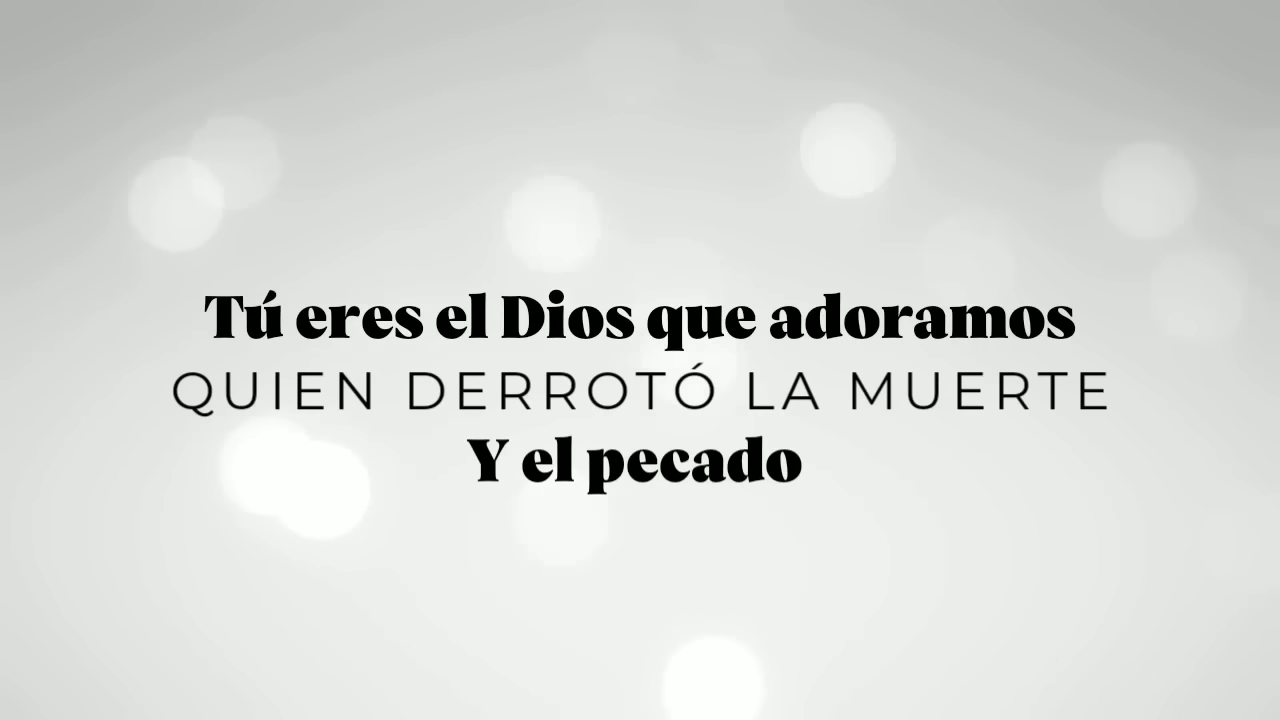 Tú eres el Dios que adoramos
QUIEN DERROTÓ LA MUERTE
Y el pecado